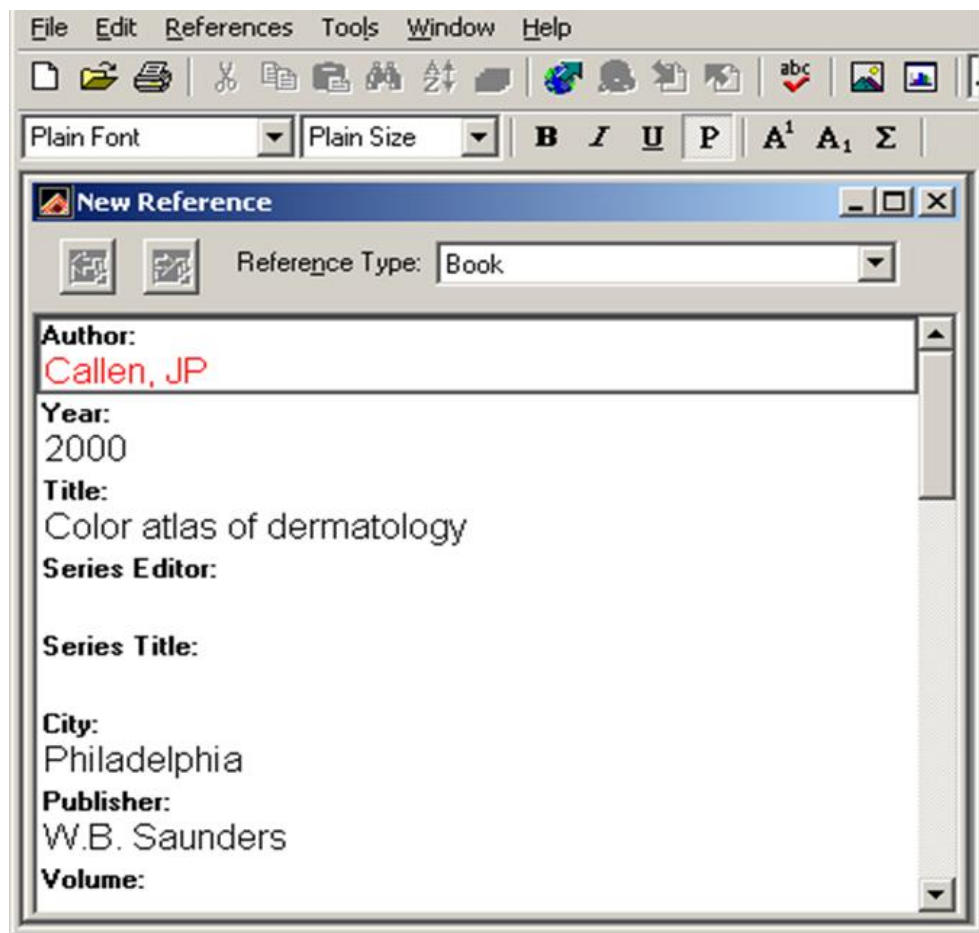 File Edit References Tools Window Help
abc
Plain Font Plain Size B I U P A1 A1 Σ
New Reference
Reference Type: Book
Author:
Callen, JP
Year:
2000
Title:
Color atlas of dermatology
Series Editor:
Series Title:
City:
Philadelphia
Publisher:
W.B. Saunders
Volume: